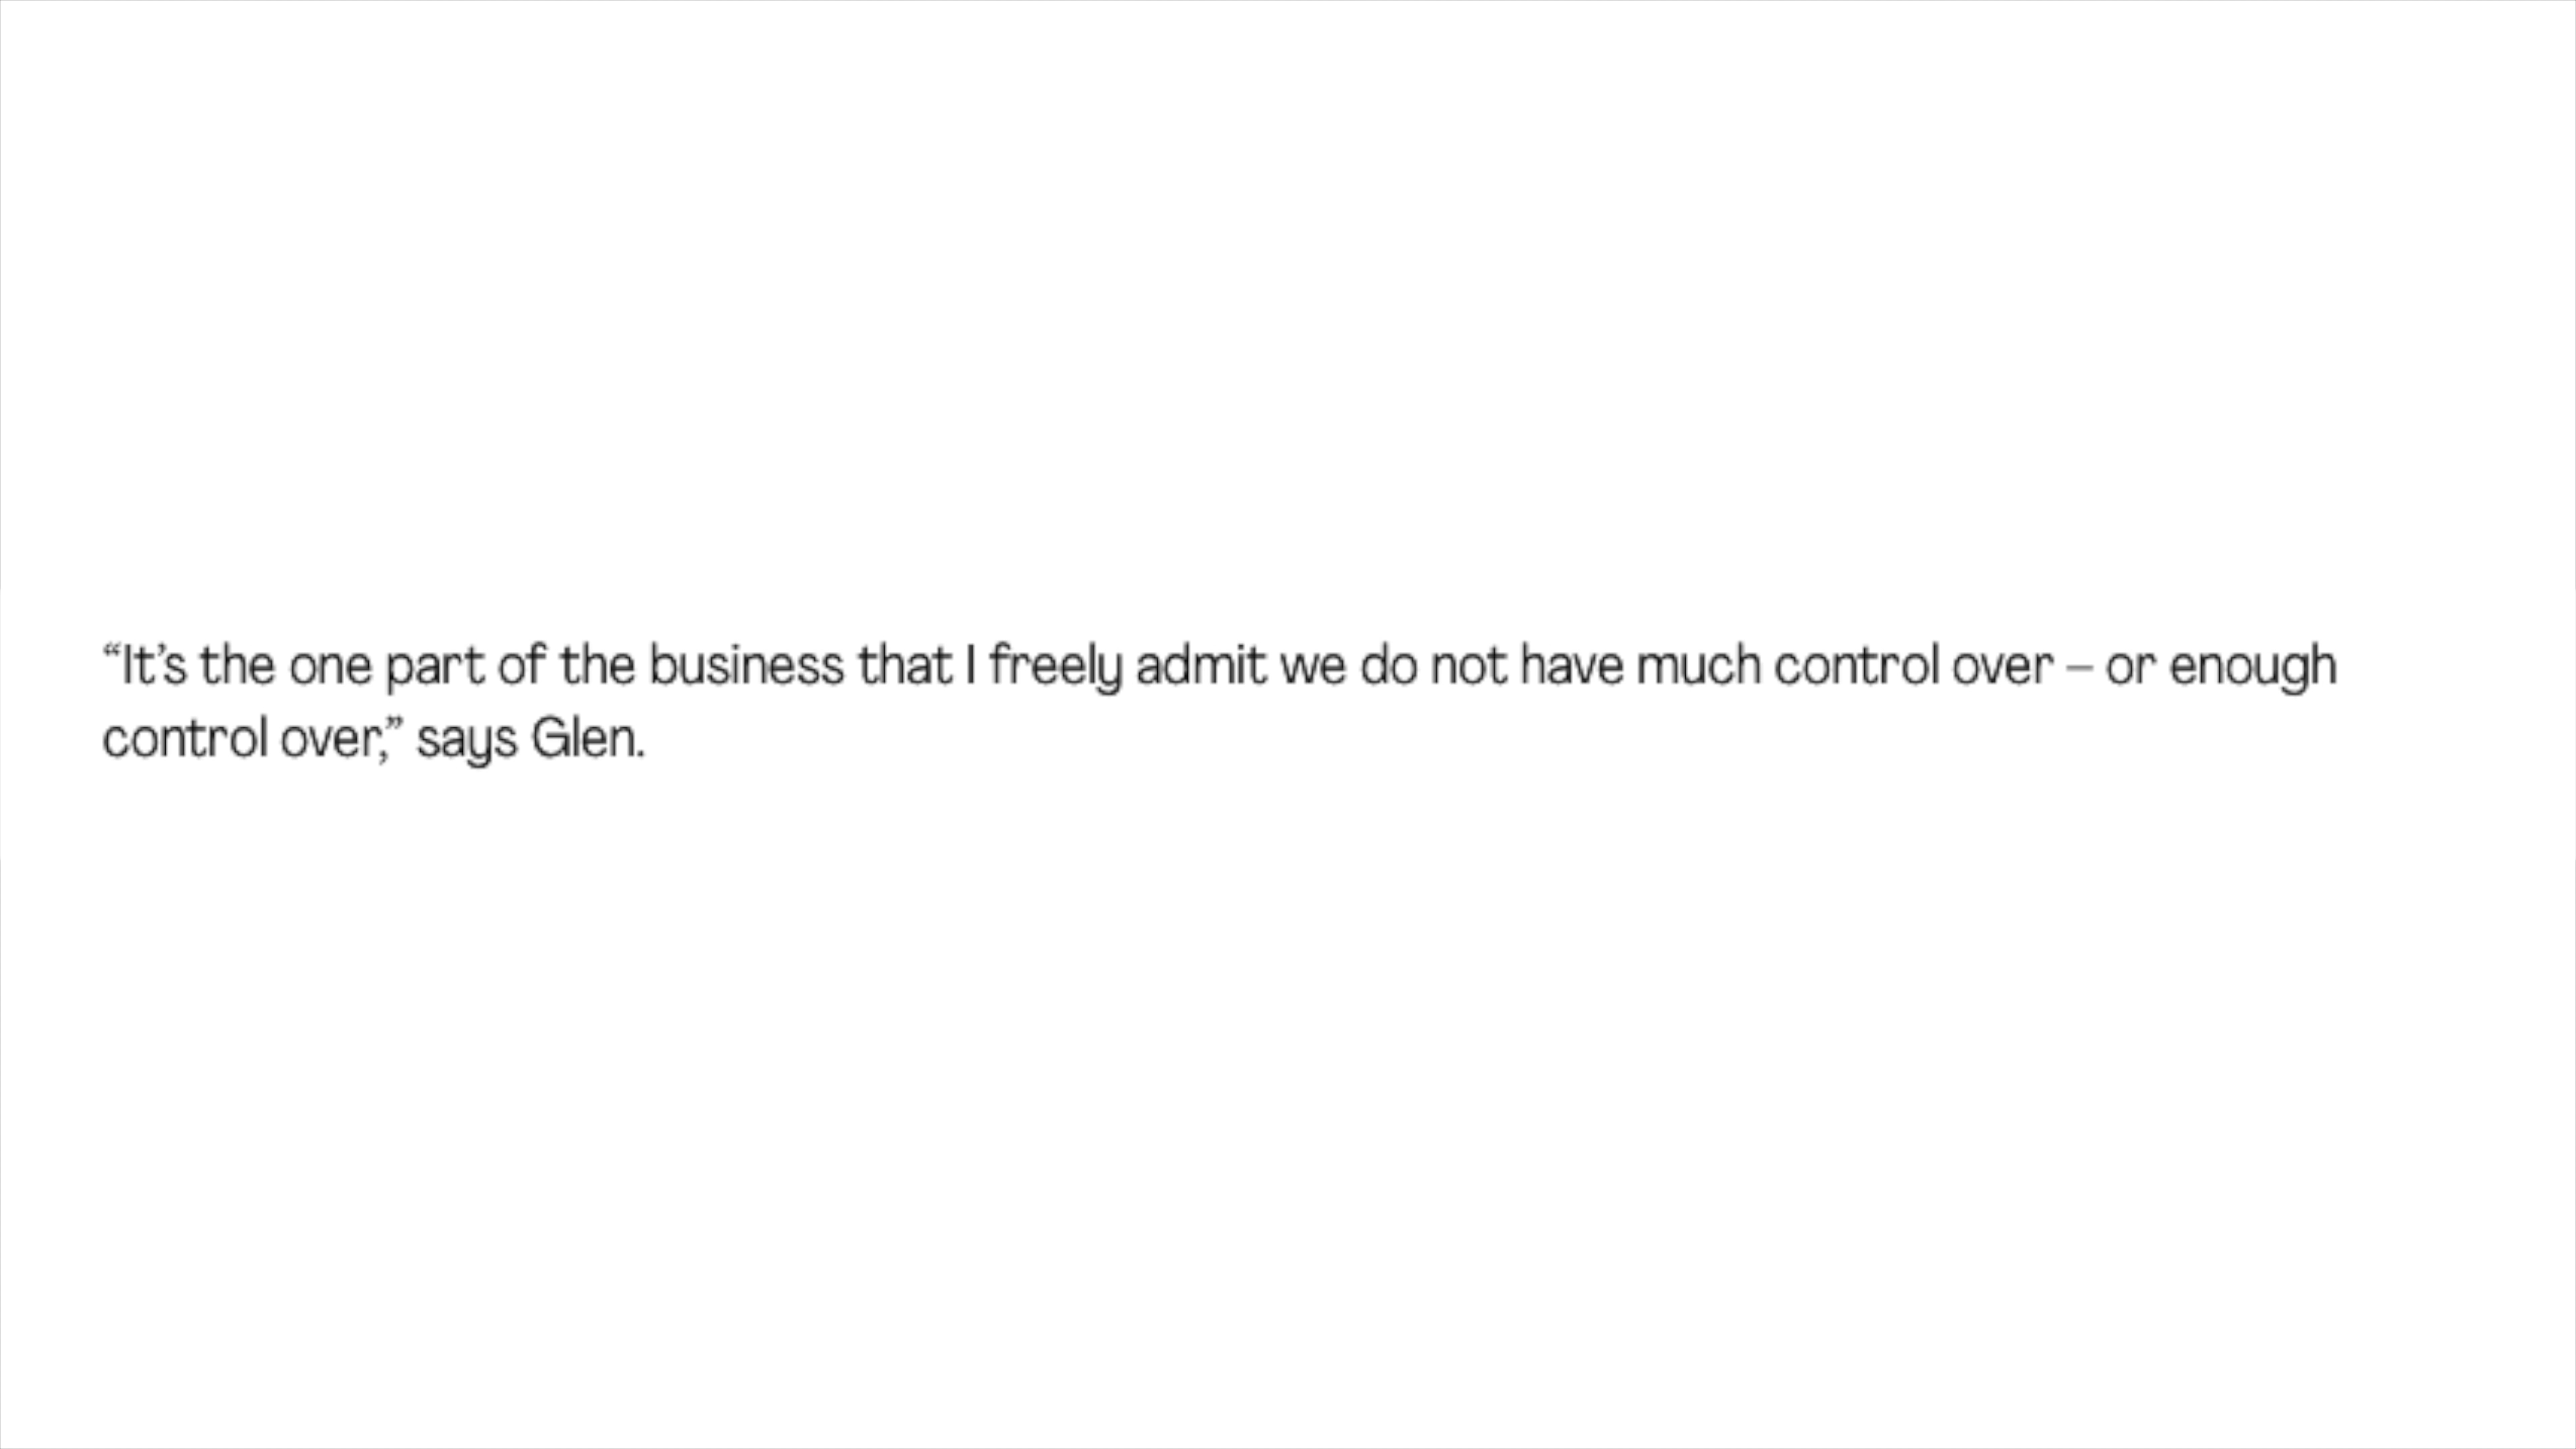 “It’s the one part of the business that I freely admit we do not have much control over – or enough
control over,” says Glen.